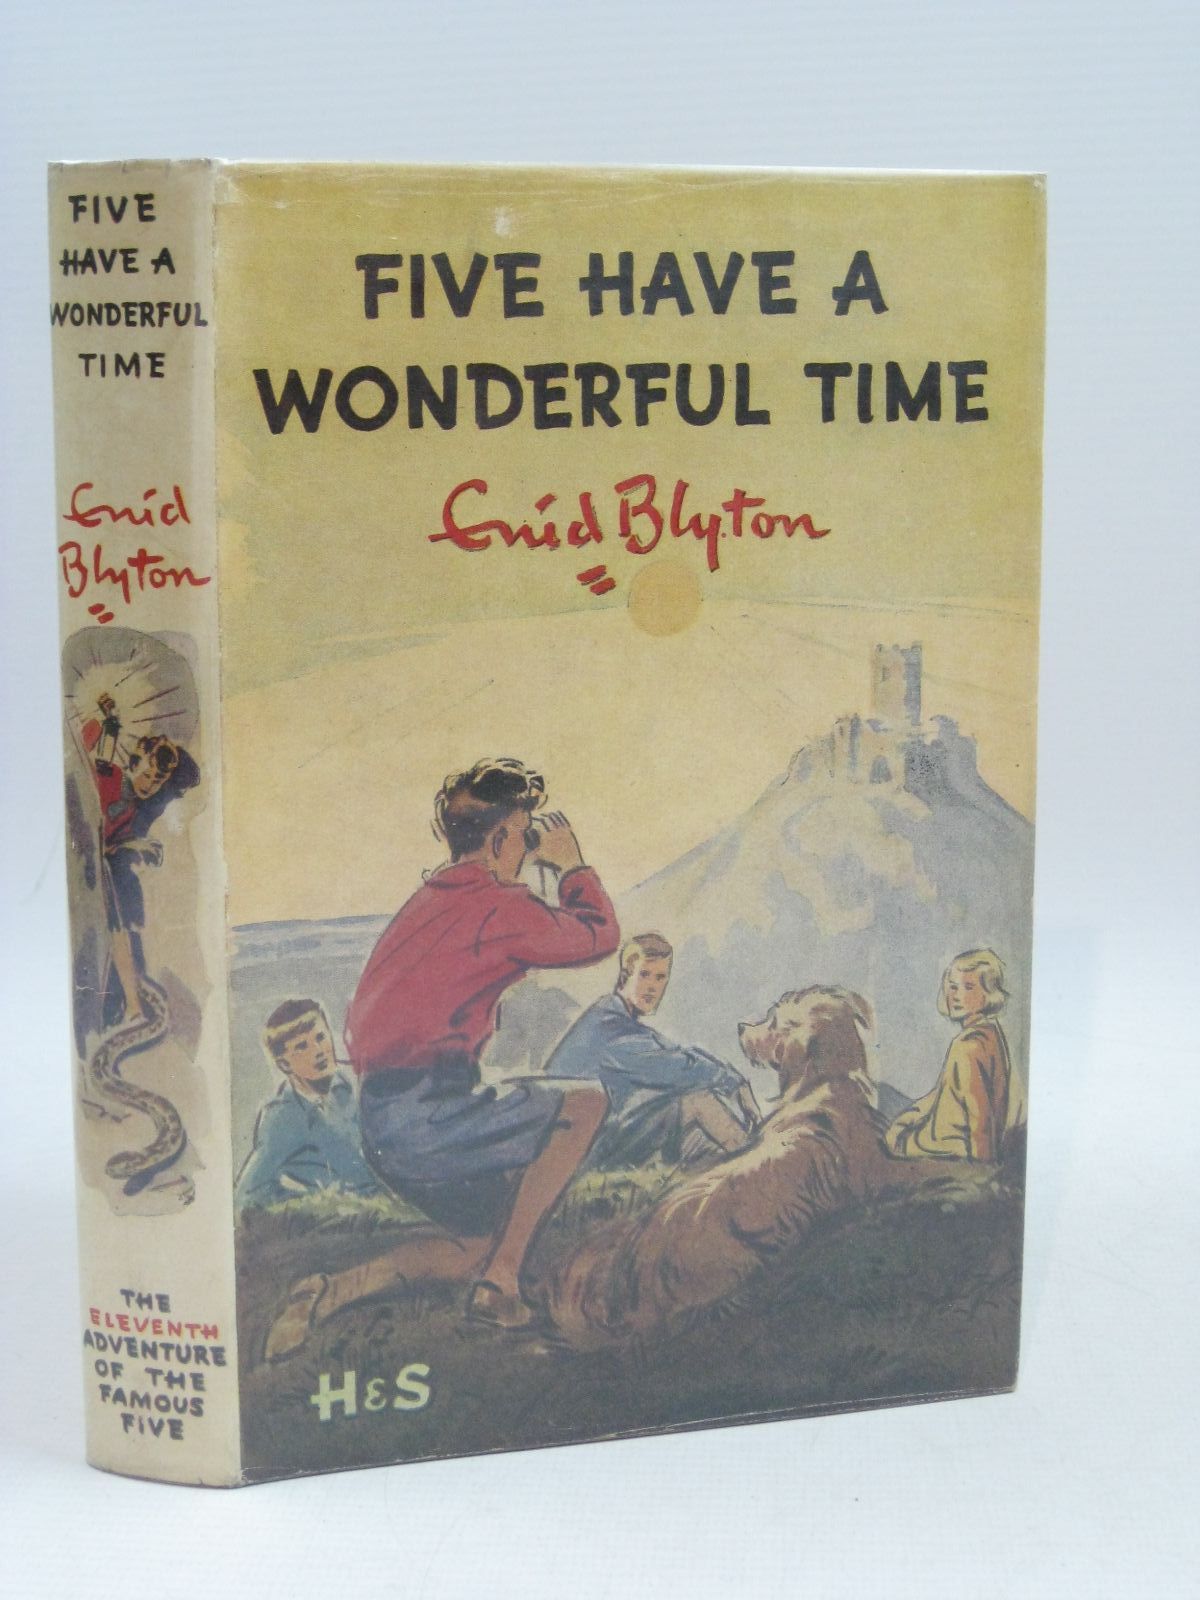 FIVE
HAVE A
WONDERFUL
TIME
Enid
Blyton
THE
ELEVENTH
ADVENTURE
OF THE
FAMOUS
FIVE
FIVE HAVE A
WONDERFUL TIME
Enid Blyton
H & S